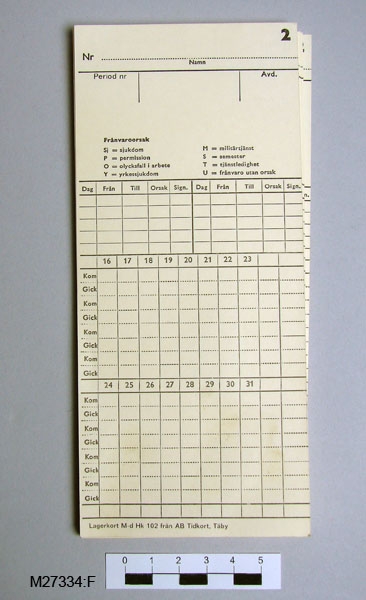 2
Nr
Namn
Period nr Avd.
Frånvaroorsak
Sj = sjukdom M = militärtjänst
P = permission S = semester
O = olycksfall i arbete T = tjänstledighet
Y = yrkessjukdom U = frånvaro utan orsak
Dag Från Till Orsak Sign. Dag Från Till Orsak Sign.
16 17 18 19 20 21 22 23
Kom
Gick
Kom
Gick
Kom
Gick
Kom
Gick
24 25 26 27 28 29 30 31
Kom
Gick
Kom
Gick
Kom
Gick
Kom
Gick
Lagerkort M-d Hk 102 från AB Tidkort, Täby
0 1 2 3 4 5
M27334:F